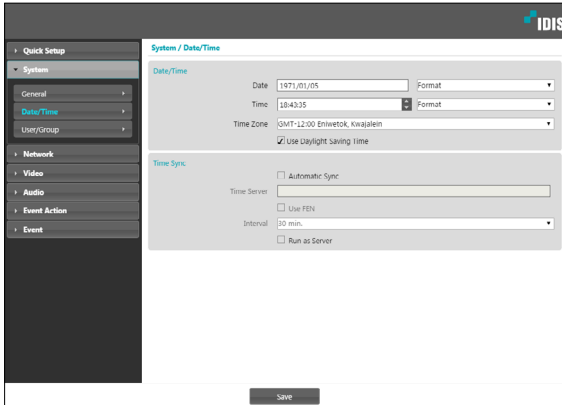 IDIS
Quick Setup
System
General
Date/Time
User/Group
Network
Video
Audio
Event Action
Event
System / Date/Time
Date/Time
Date 1971/01/05 Format
Time 18:43:35 Format
Time Zone GMT-12:00 Eniwetok, Kwajalein
Use Daylight Saving Time
Time Sync
Automatic Sync
Time Server
Use FEN
Interval 30 min.
Run as Server
Save